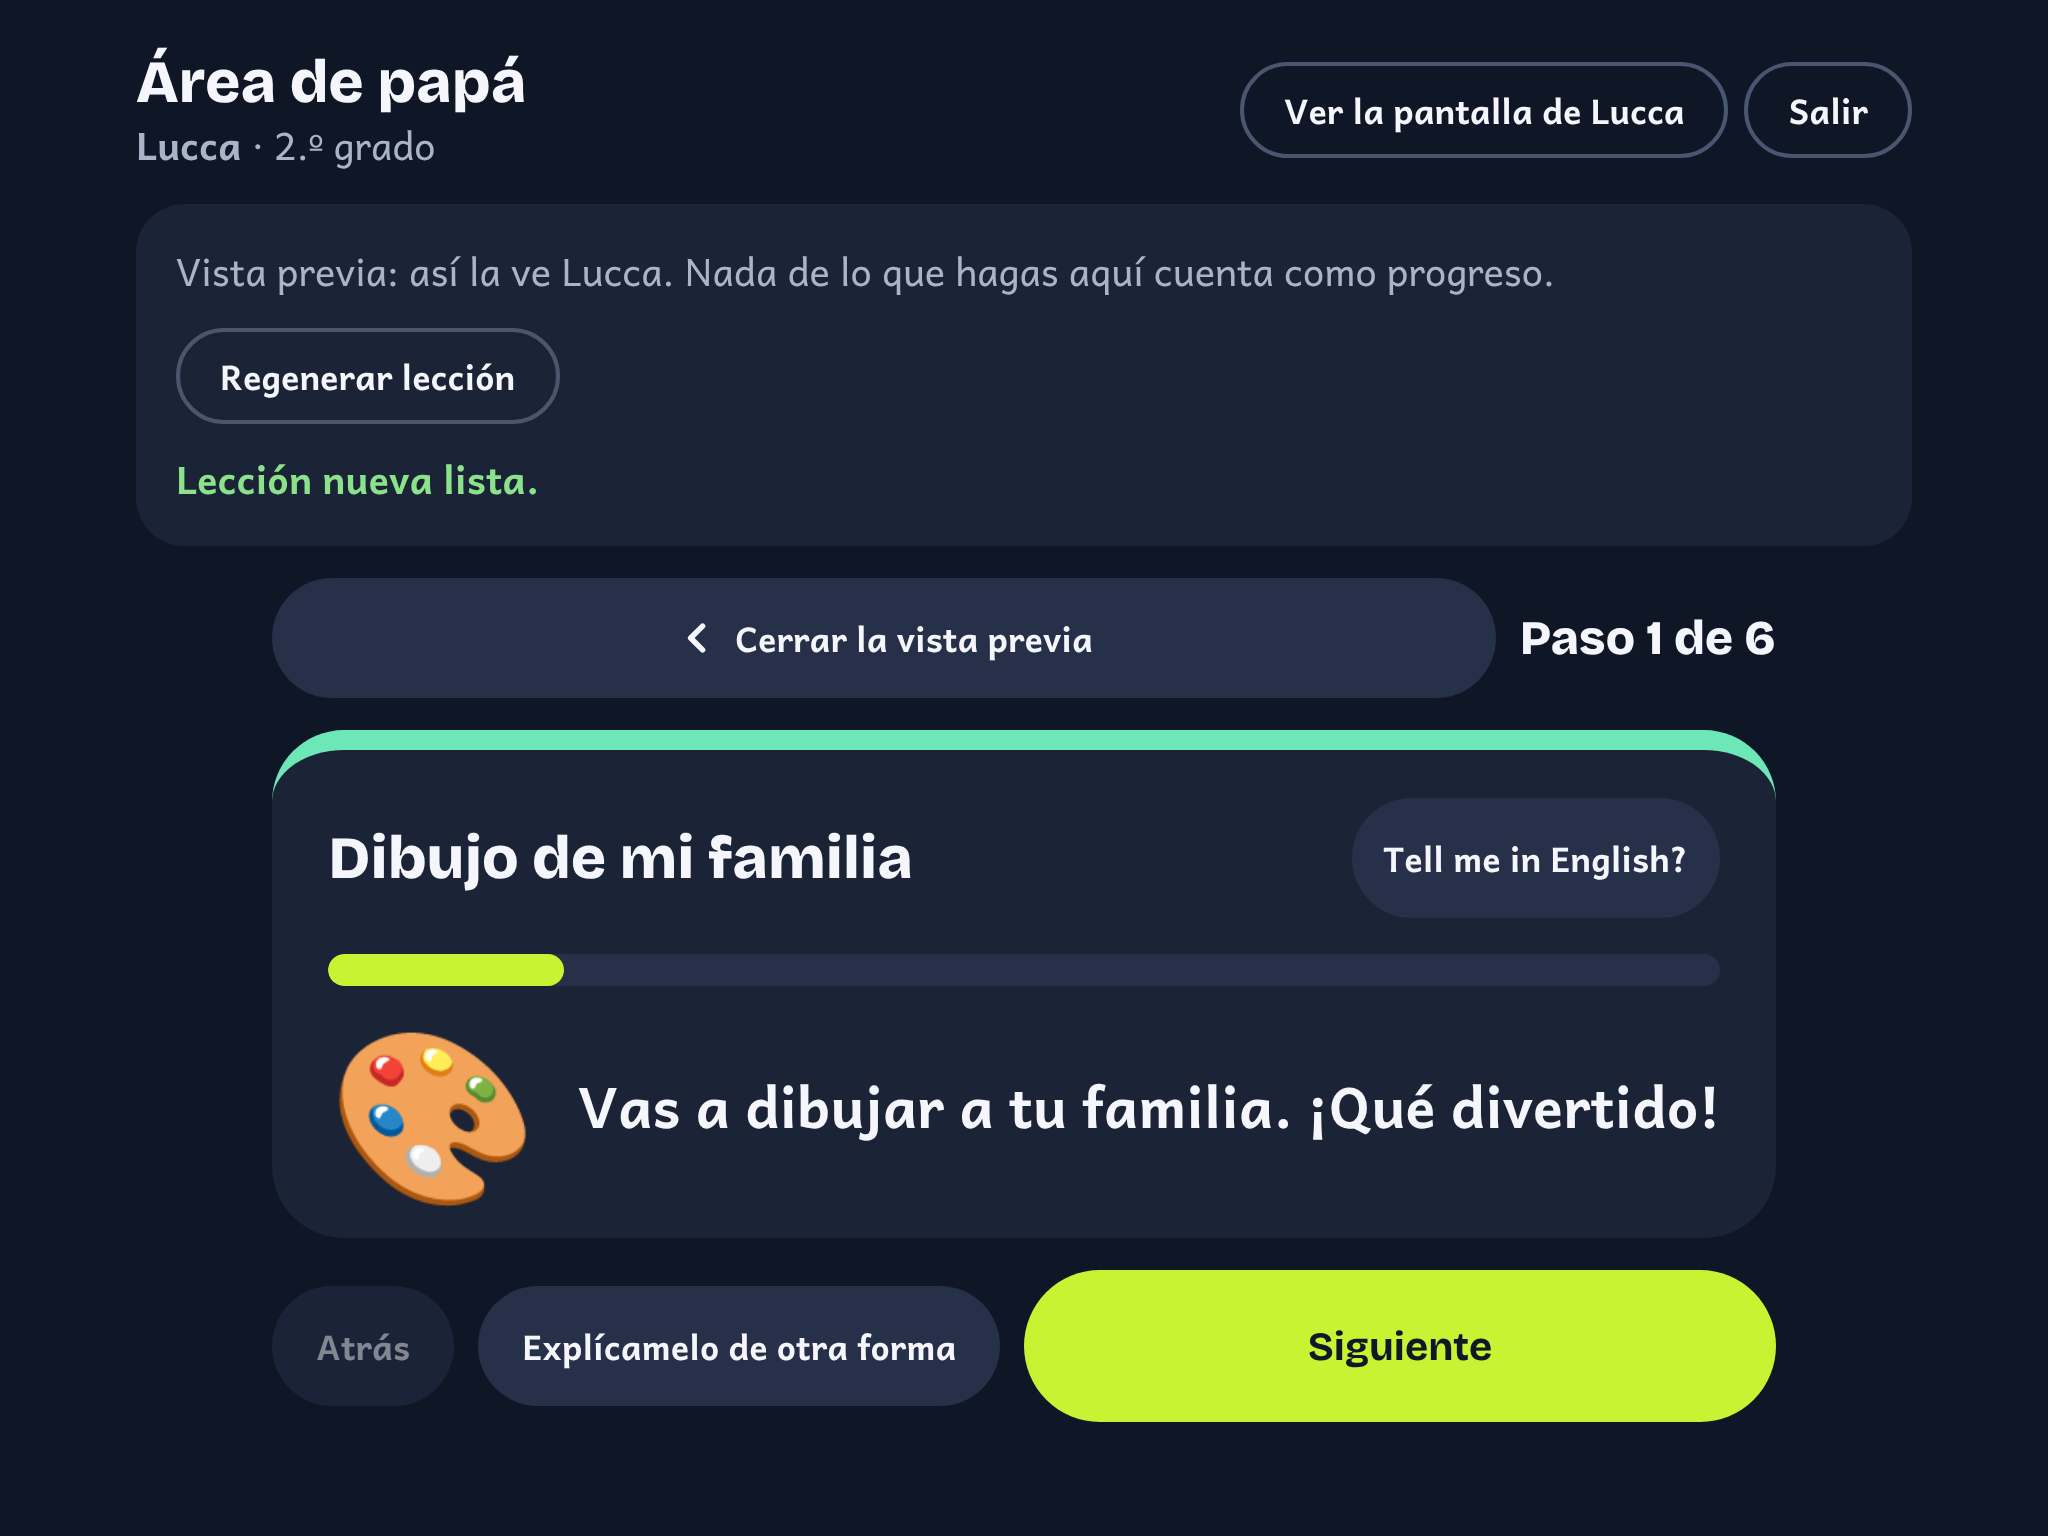 Área de papá
Lucca · 2.º grado
Ver la pantalla de Lucca
Salir
Vista previa: así la ve Lucca. Nada de lo que hagas aquí cuenta como progreso.
Regenerar lección
Lección nueva lista.
Cerrar la vista previa
Paso 1 de 6
Dibujo de mi familia
Tell me in English?
Vas a dibujar a tu familia. ¡Qué divertido!
Atrás
Explícamelo de otra forma
Siguiente